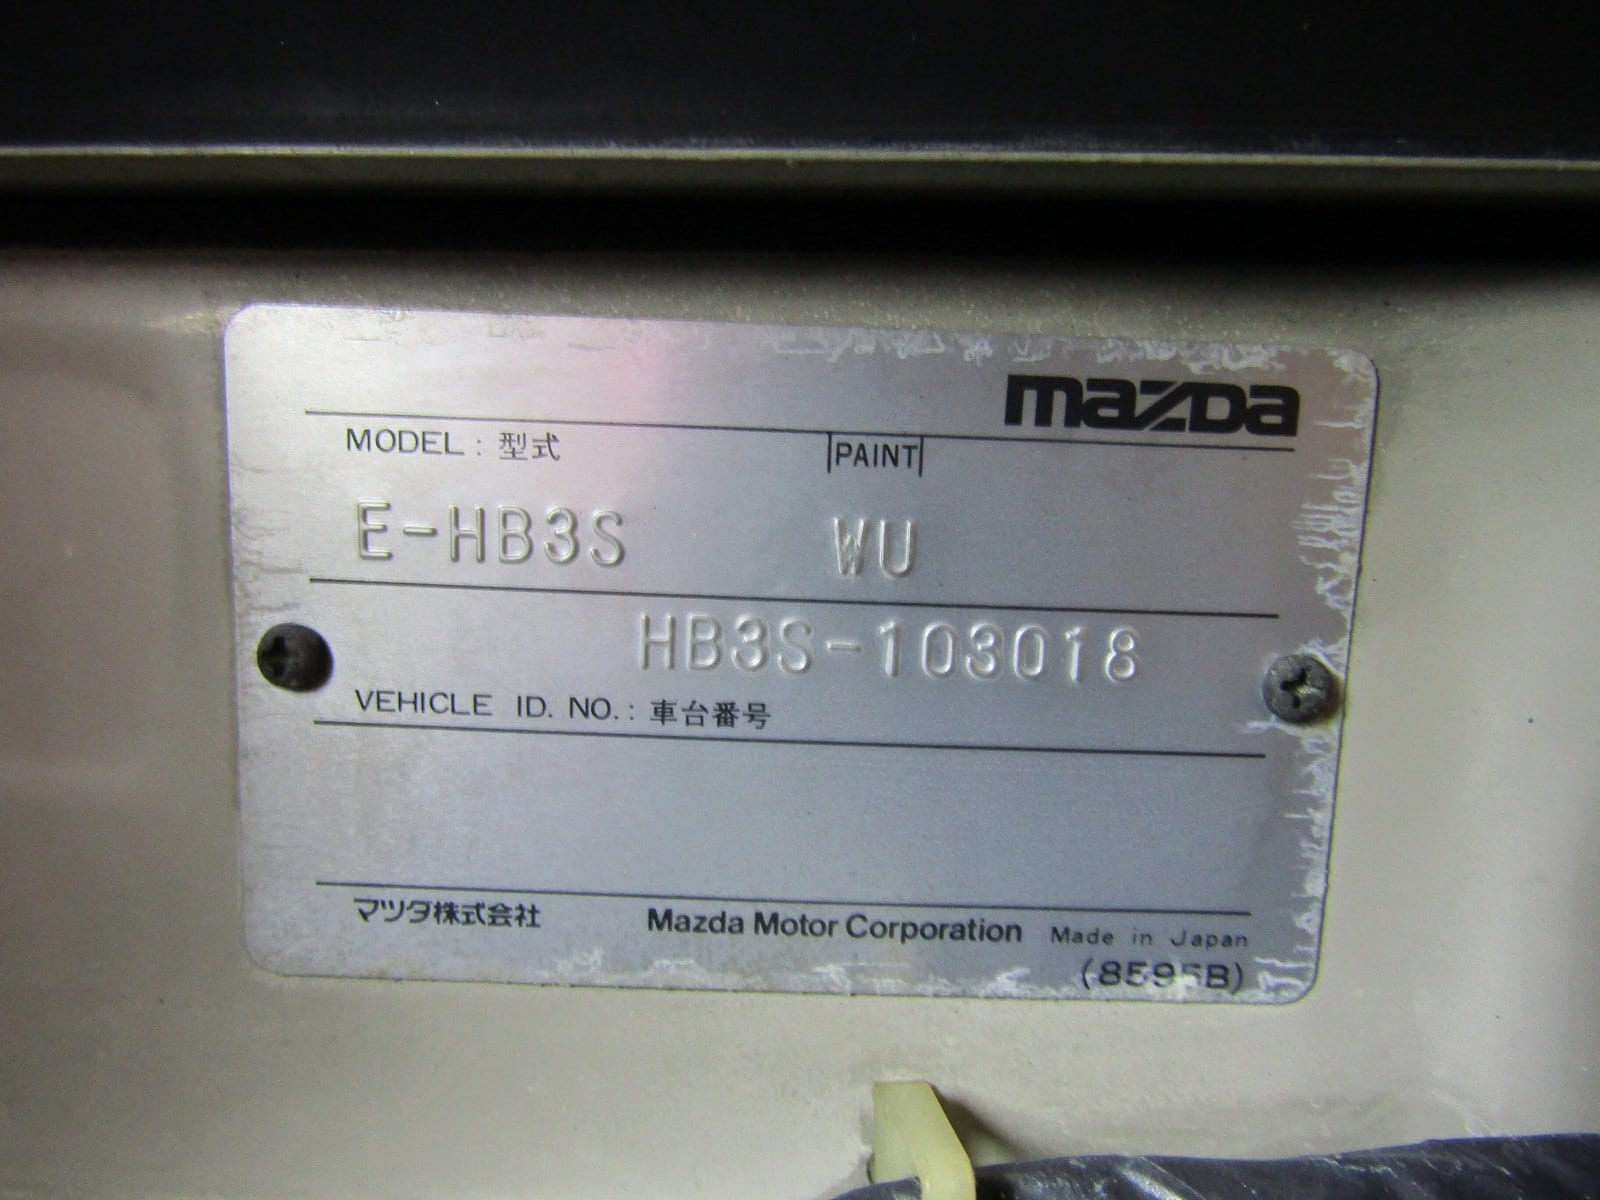 mazda
MODEL : 型式 PAINT
E-HB3S WU
HB3S-103018
VEHICLE ID. NO. : 車台番号
マツダ株式会社 Mazda Motor Corporation Made in Japan
(8595B)